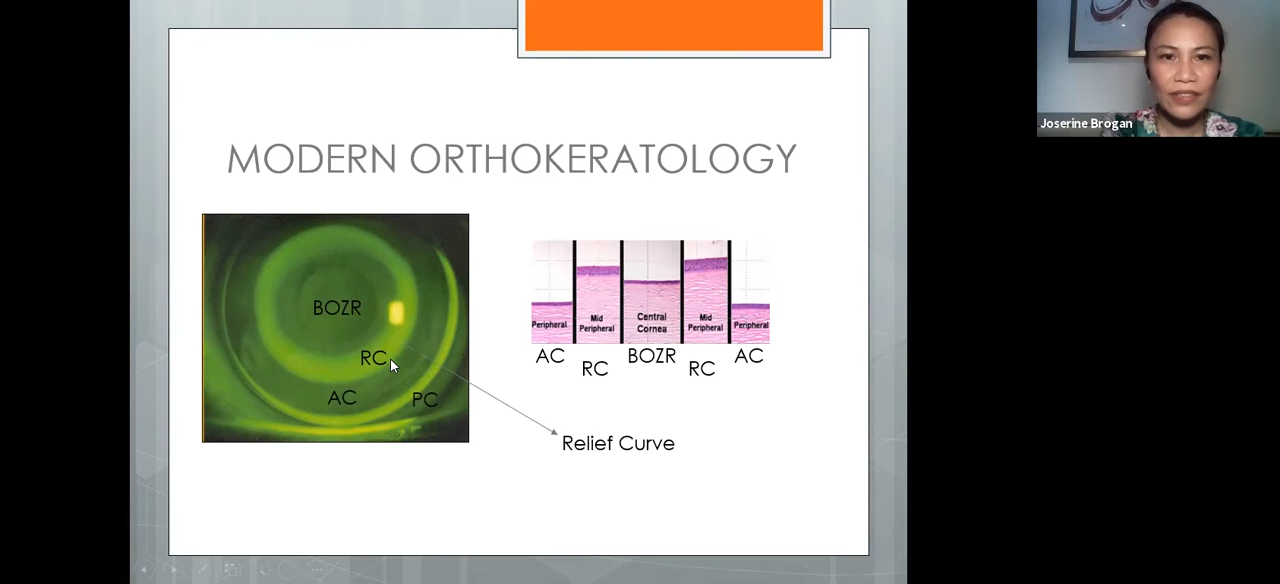 Joserine Brogan
MODERN ORTHOKERATOLOGY
BOZR
RC
AC
PC
Peripheral
Mid
Peripheral
Central
Cornea
Mid
Peripheral
Peripheral
AC
RC
BOZR
RC
AC
Relief Curve